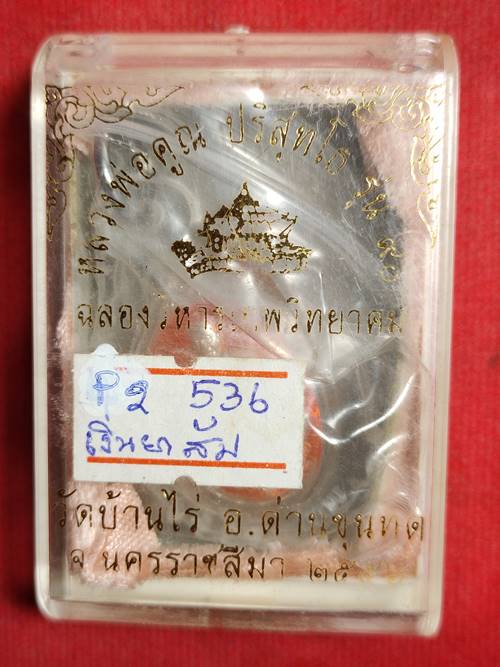 หลวงพ่อคูณ ปริสุทฺโธ รุ่น ๙๐
ฉลองวิหารเทพวิทยาคม
P2 536
เงินยา ส้ม
วัดบ้านไร่ อ.ด่านขุนทด
จ นครราชสีมา ๒๕